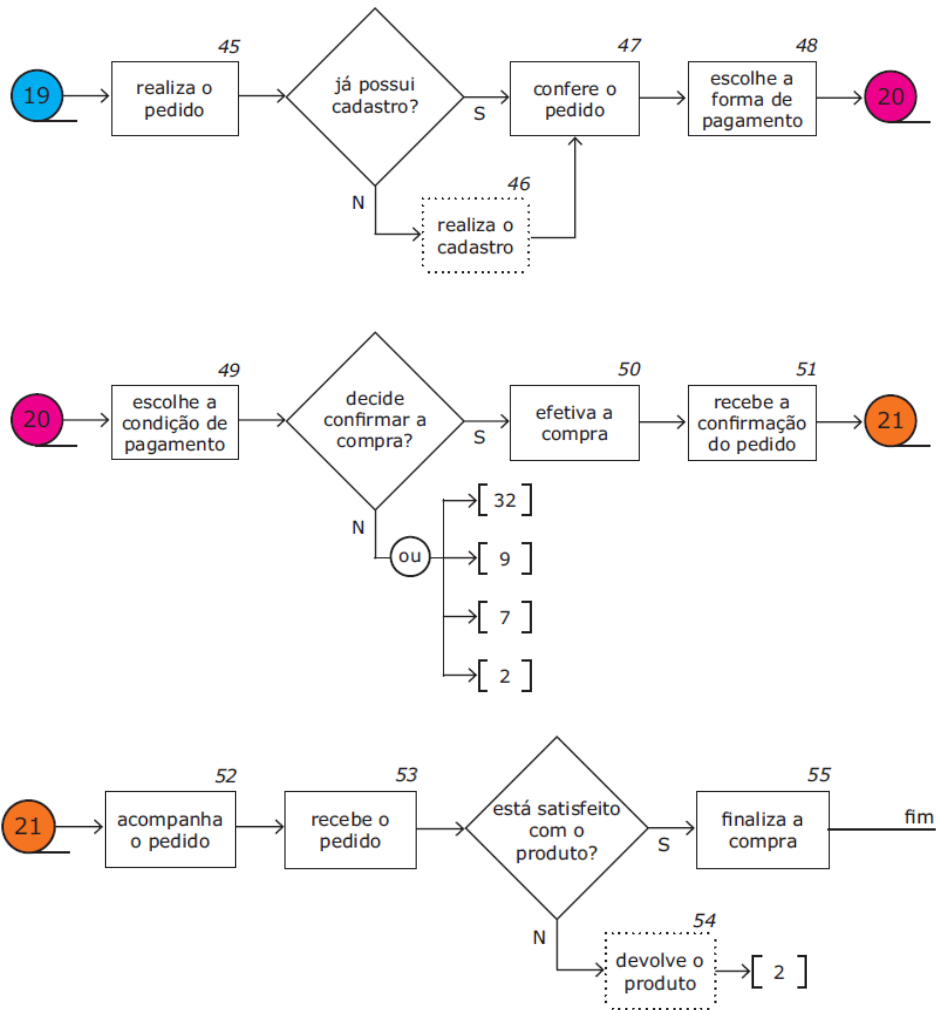 45
47
48
19
realiza o
pedido
já possui
cadastro?
S
confere o
pedido
escolhe a
forma de
pagamento
20
N
46
realiza o
cadastro
49
50
51
20
escolhe a
condição de
pagamento
decide
confirmar a
compra?
S
efetiva a
compra
recebe a
confirmação
do pedido
21
N
ou
[ 32 ]
[ 9 ]
[ 7 ]
[ 2 ]
52
53
55
21
acompanha
o pedido
recebe o
pedido
está satisfeito
com o
produto?
S
finaliza a
compra
fim
N
54
devolve o
produto
[ 2 ]